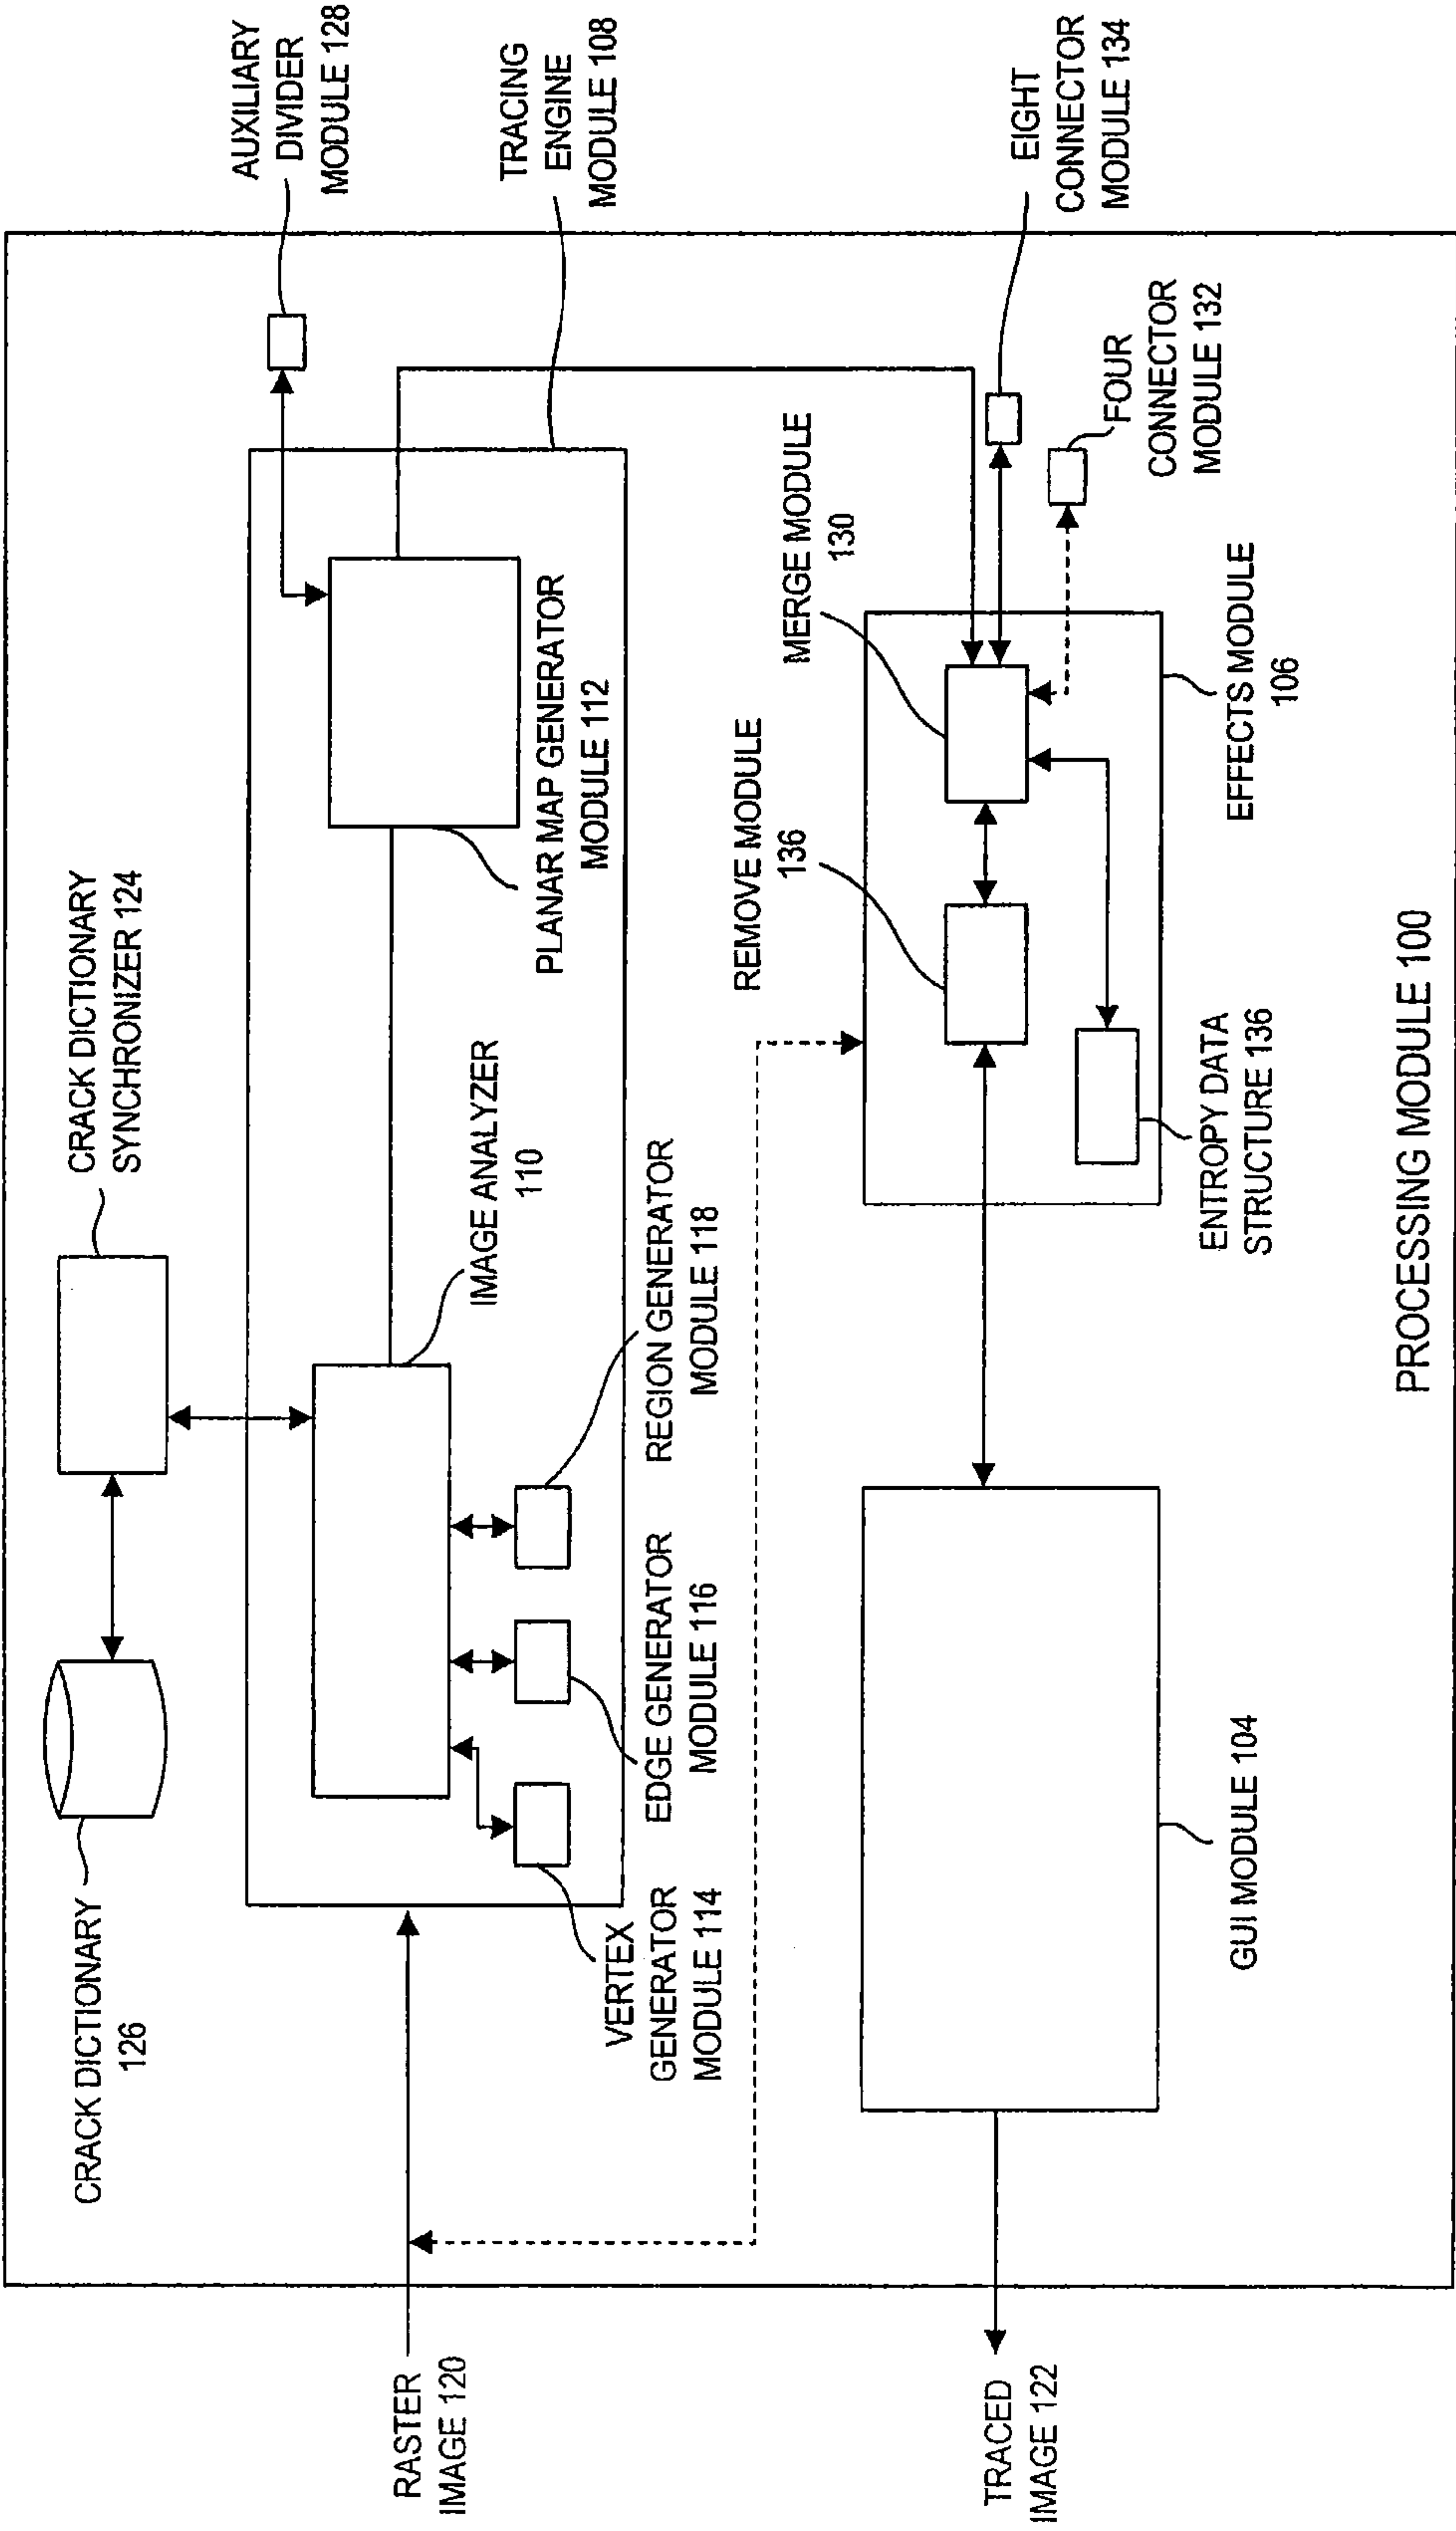 CRACK DICTIONARY
126
CRACK DICTIONARY
SYNCHRONIZER 124
AUXILIARY
DIVIDER
MODULE 128
TRACING
ENGINE
MODULE 108
RASTER
IMAGE 120
IMAGE ANALYZER
110
PLANAR MAP GENERATOR
MODULE 112
VERTEX
GENERATOR
MODULE 114
EDGE GENERATOR
MODULE 116
REGION GENERATOR
MODULE 118
REMOVE MODULE
136
MERGE MODULE
130
EIGHT
CONNECTOR
MODULE 134
FOUR
CONNECTOR
MODULE 132
TRACED
IMAGE 122
GUI MODULE 104
ENTROPY DATA
STRUCTURE 136
EFFECTS MODULE
106
PROCESSING MODULE 100